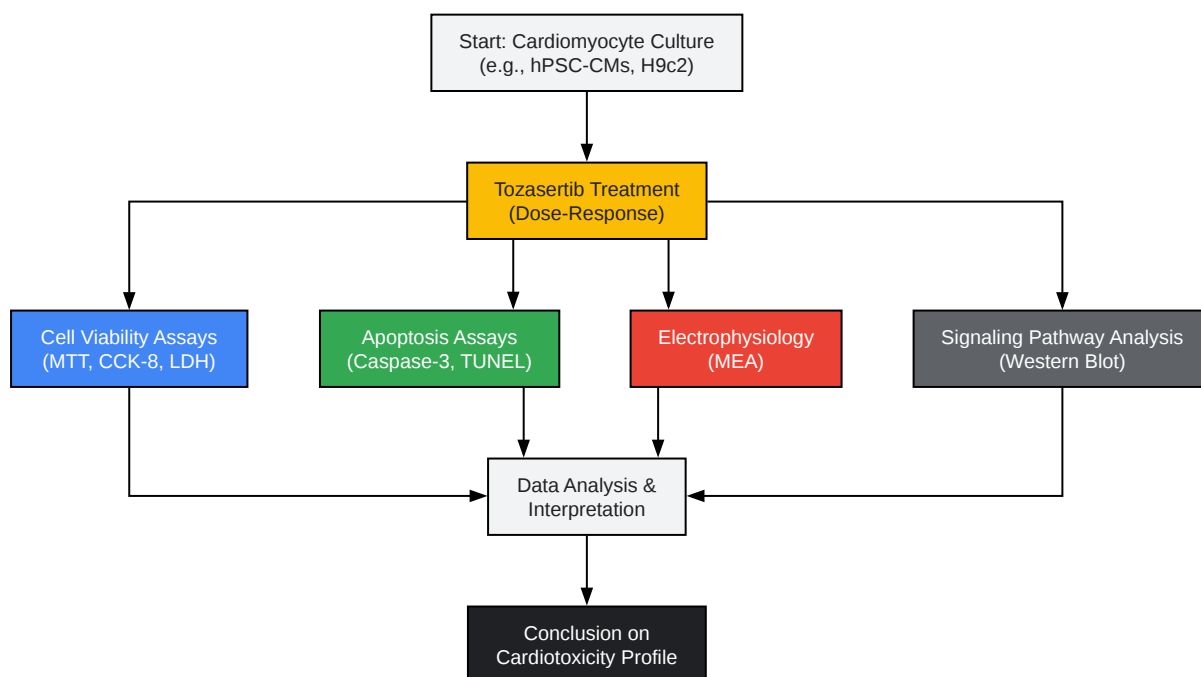 Start: Cardiomyocyte Culture
(e.g., hPSC-CMs, H9c2)
Tozasertib Treatment
(Dose-Response)
Cell Viability Assays
(MTT, CCK-8, LDH)
Apoptosis Assays
(Caspase-3, TUNEL)
Electrophysiology
(MEA)
Signaling Pathway Analysis
(Western Blot)
Data Analysis &
Interpretation
Conclusion on
Cardiotoxicity Profile